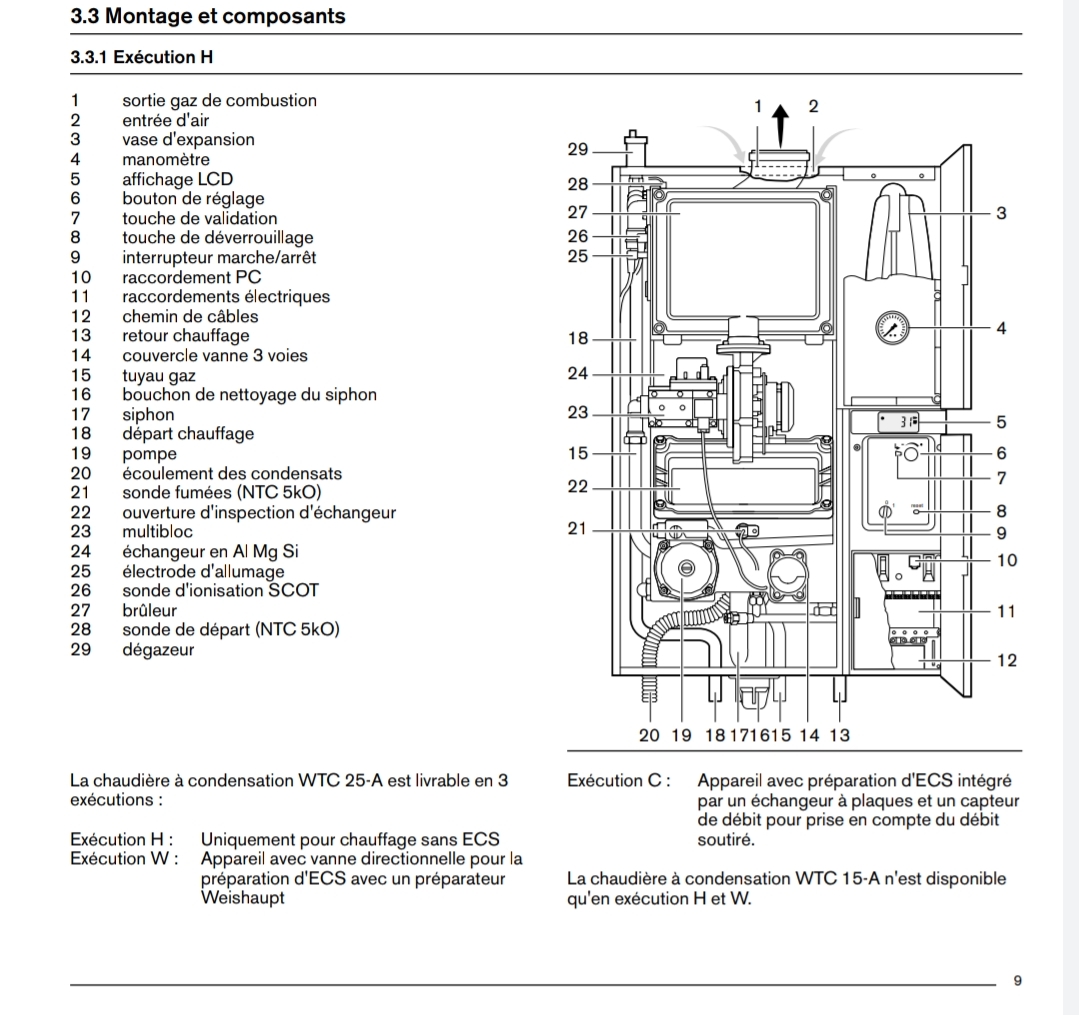 3.3 Montage et composants
3.3.1 Exécution H
1 sortie gaz de combustion
2 entrée d'air
3 vase d'expansion
4 manomètre
5 affichage LCD
6 bouton de réglage
7 touche de validation
8 touche de déverrouillage
9 interrupteur marche/arrêt
10 raccordement PC
11 raccordements électriques
12 chemin de câbles
13 retour chauffage
14 couvercle vanne 3 voies
15 tuyau gaz
16 bouchon de nettoyage du siphon
17 siphon
18 départ chauffage
19 pompe
20 écoulement des condensats
21 sonde fumées (NTC 5kO)
22 ouverture d'inspection d'échangeur
23 multibloc
24 échangeur en Al Mg Si
25 électrode d'allumage
26 sonde d'ionisation SCOT
27 brûleur
28 sonde de départ (NTC 5kO)
29 dégazeur
1 2
29
28
27
26
25
18
24
23
15
22
21
3
4
5
6
7
8
9
10
11
12
20 19 18 17 16 15 14 13
La chaudière à condensation WTC 25-A est livrable en 3
exécutions :
Exécution H : Uniquement pour chauffage sans ECS
Exécution W : Appareil avec vanne directionnelle pour la
préparation d'ECS avec un préparateur
Weishaupt
Exécution C : Appareil avec préparation d'ECS intégré
par un échangeur à plaques et un capteur
de débit pour prise en compte du débit
soutiré.
La chaudière à condensation WTC 15-A n'est disponible
qu'en exécution H et W.
9